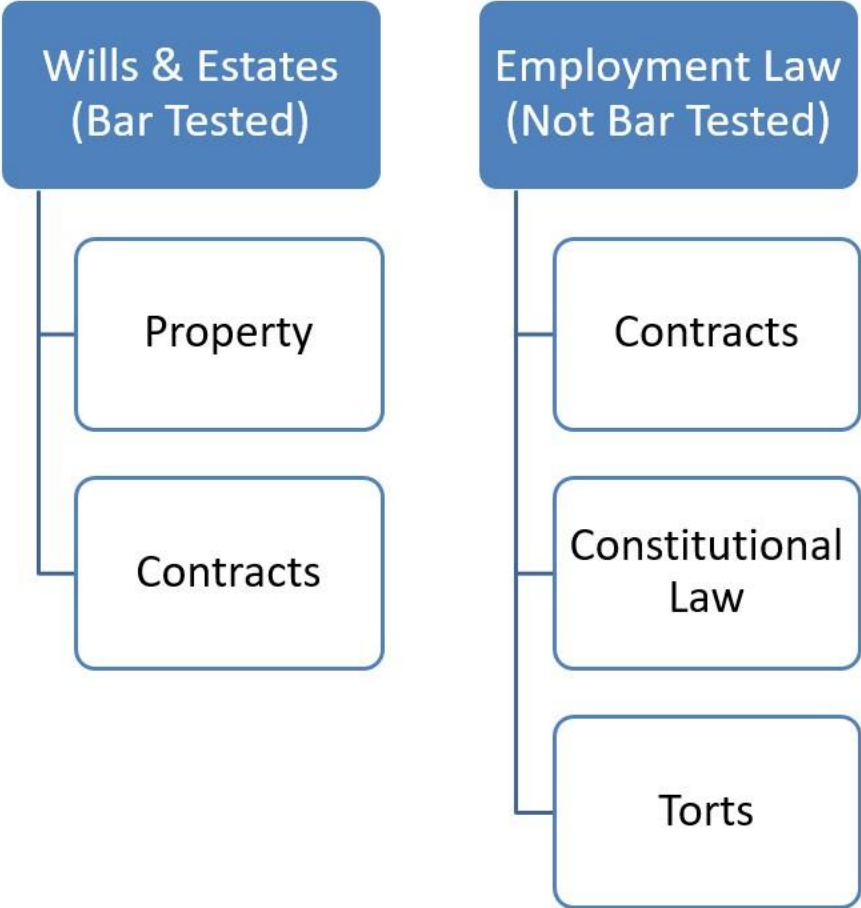 Wills & Estates
(Bar Tested)
Property
Contracts
Employment Law
(Not Bar Tested)
Contracts
Constitutional
Law
Torts